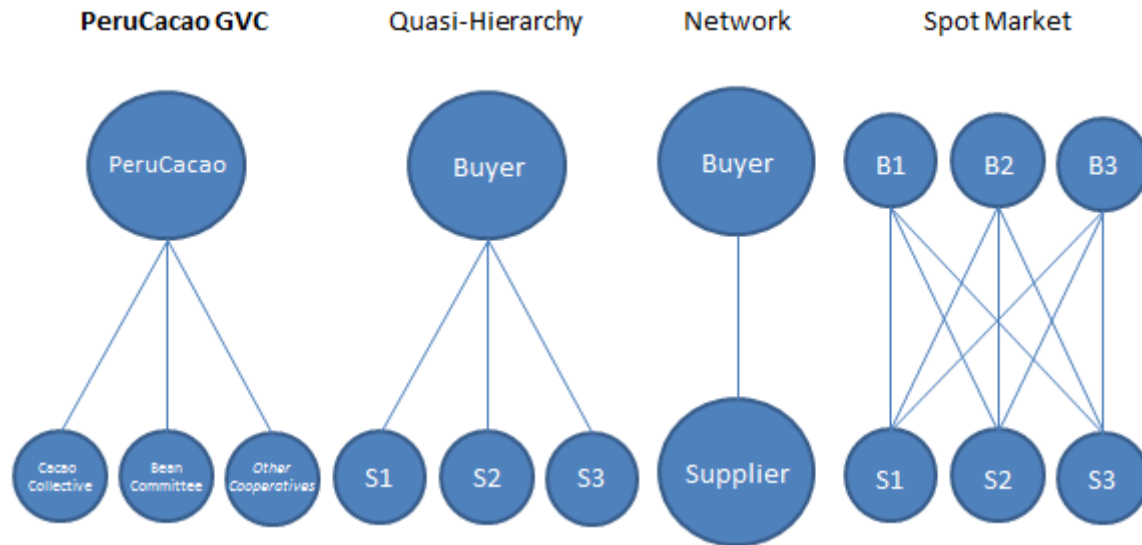 PeruCacao GVC
Quasi-Hierarchy
Network
Spot Market
PeruCacao
Buyer
Buyer
B1
B2
B3
Cacao
Collective
Bean
Committee
Other
Cooperatives
S1
S2
S3
Supplier
S1
S2
S3